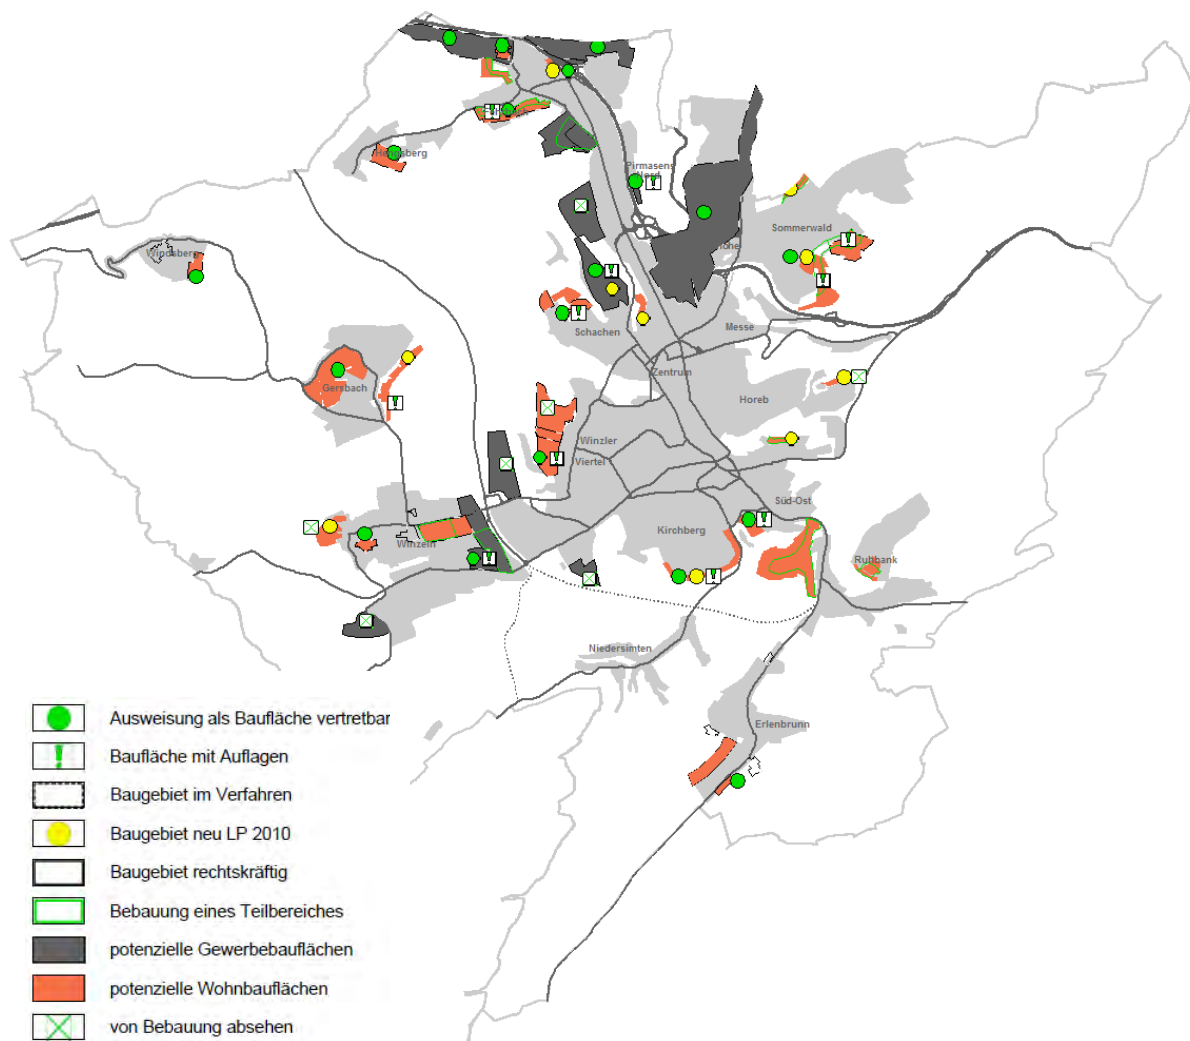 Pirmasens
Nord
Sommerwald
Windsberg
Messe
Schachen
Zentrum
Gersbach
Horeb
Winzler
Viertel
Süd-Ost
Kirchberg
Winzeln
Ruhbank
Niedersimten
Erlenbrunn
Ausweisung als Baufläche vertretbar
Baufläche mit Auflagen
Baugebiet im Verfahren
Baugebiet neu LP 2010
Baugebiet rechtskräftig
Bebauung eines Teilbereiches
potenzielle Gewerbebauflächen
potenzielle Wohnbauflächen
von Bebauung absehen